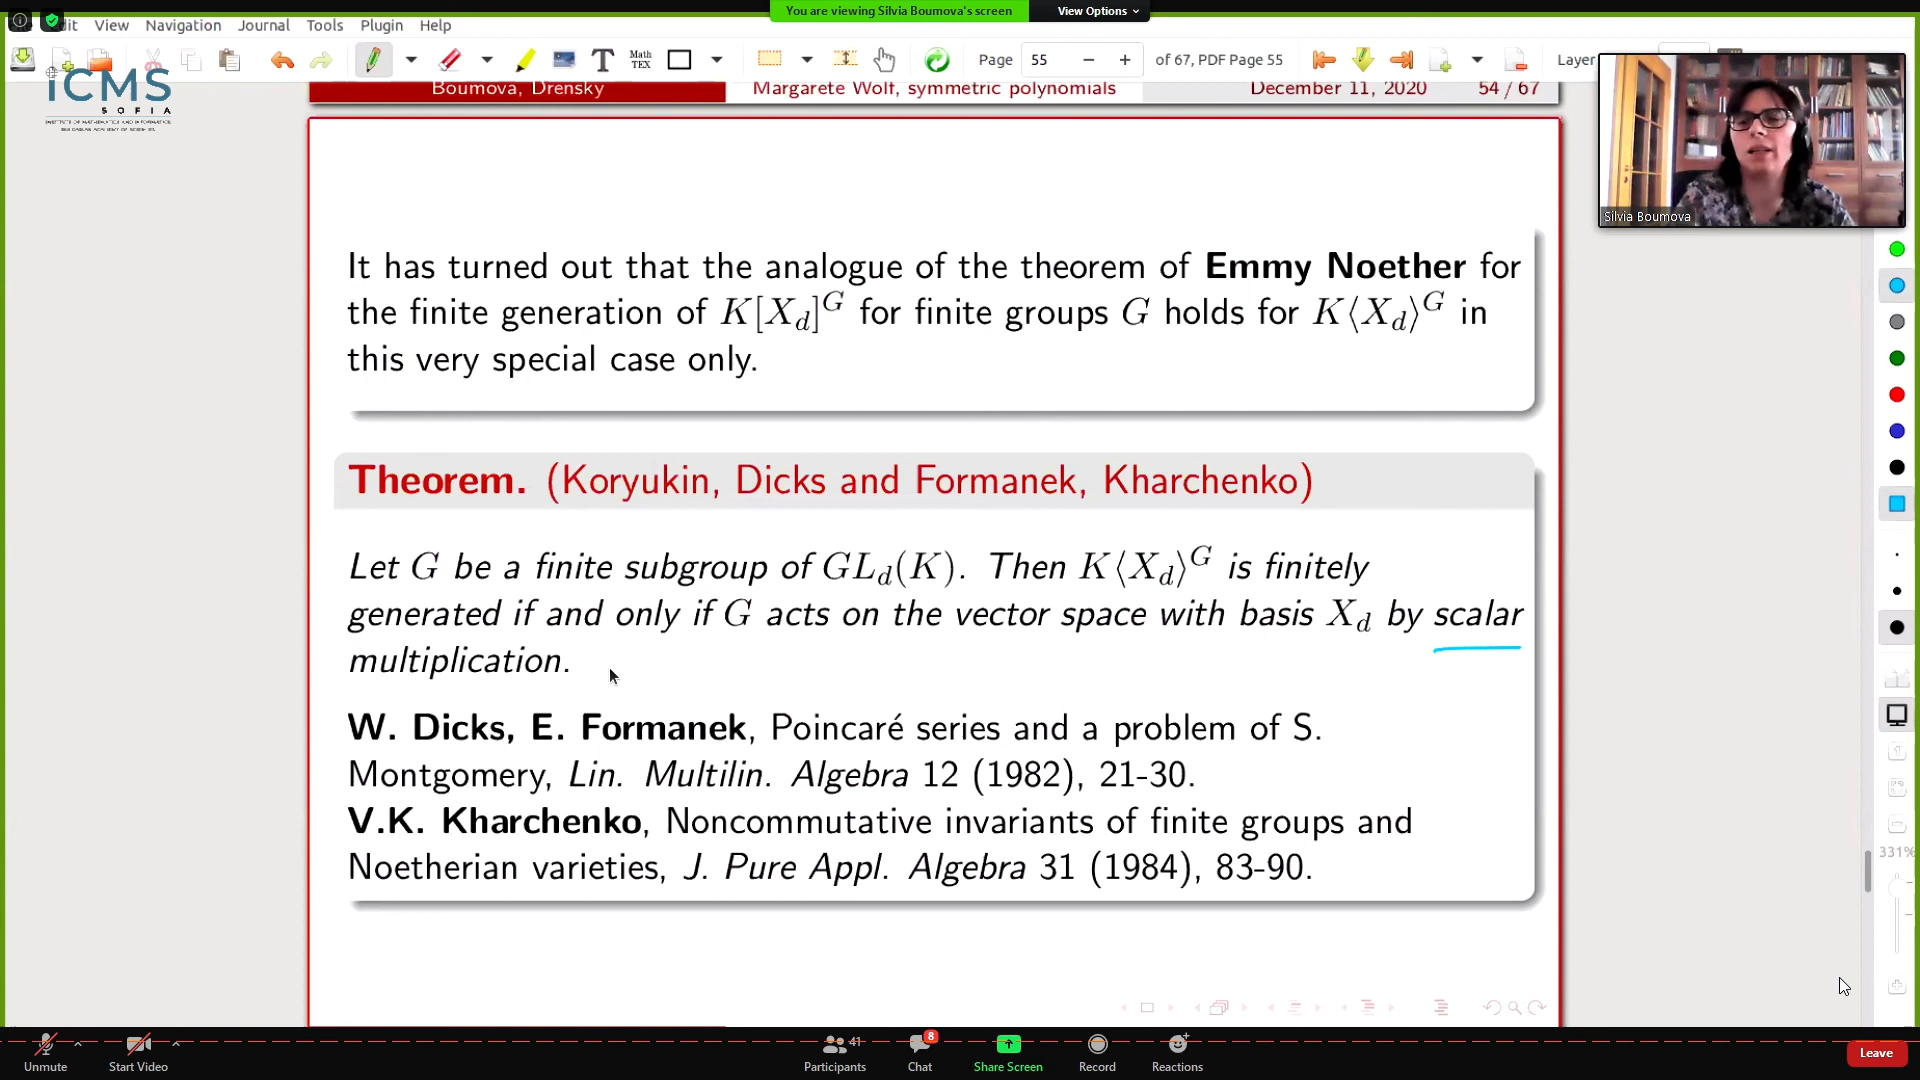 You are viewing Silvia Boumova's screen View Options
View Navigation Journal Tools Plugin Help
Math
TEX
Page 55 of 67, PDF Page 55 Layer
iCMS
SOFIA
Boumova, Drensky Margarete Wolf, symmetric polynomials December 11, 2020 54 / 67
Silvia Boumova
It has turned out that the analogue of the theorem of Emmy Noether for
the finite generation of K[X_d]^G for finite groups G holds for K⟨X_d⟩^G in
this very special case only.
Theorem. (Koryukin, Dicks and Formanek, Kharchenko)
Let G be a finite subgroup of GL_d(K). Then K⟨X_d⟩^G is finitely
generated if and only if G acts on the vector space with basis X_d by scalar
multiplication.
W. Dicks, E. Formanek, Poincaré series and a problem of S.
Montgomery, Lin. Multilin. Algebra 12 (1982), 21-30.
V.K. Kharchenko, Noncommutative invariants of finite groups and
Noetherian varieties, J. Pure Appl. Algebra 31 (1984), 83-90.
331%
41
8
Unmute Start Video Participants Chat Share Screen Record Reactions Leave